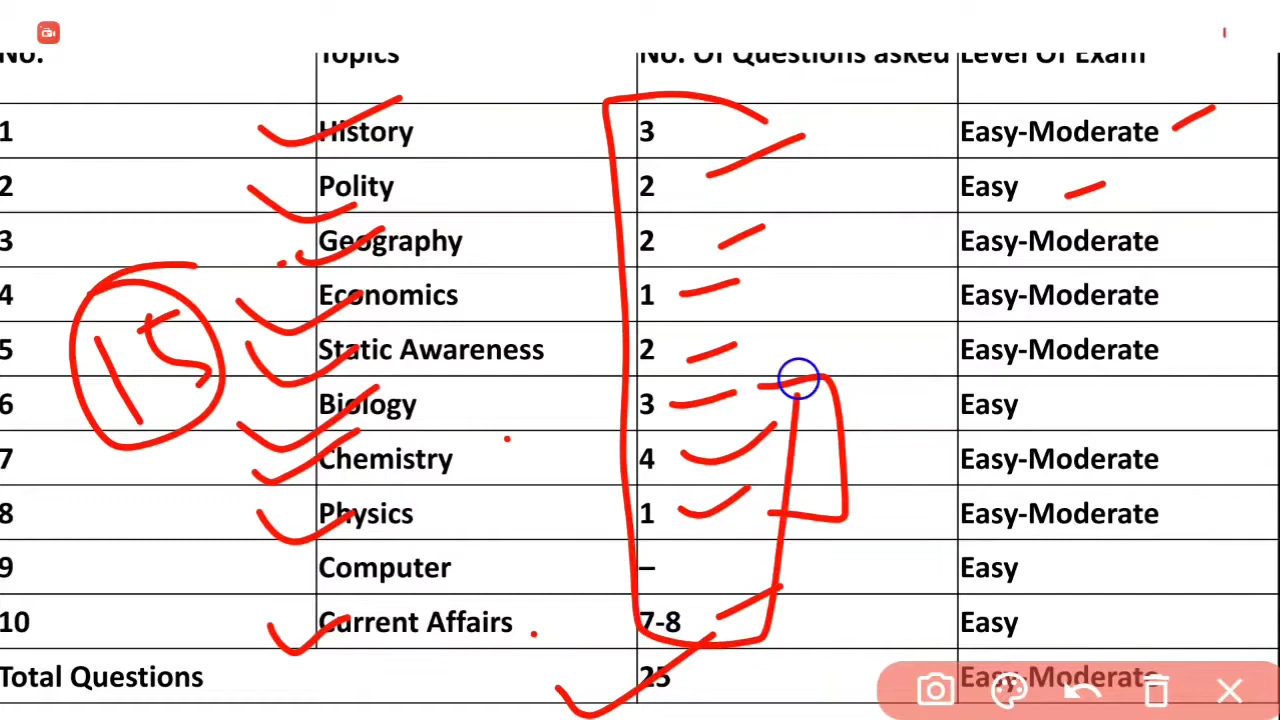 No. Topics No. Of Questions asked Level Of Exam
1 History 3 Easy-Moderate
2 Polity 2 Easy
3 Geography 2 Easy-Moderate
4 Economics 1 Easy-Moderate
5 Static Awareness 2 Easy-Moderate
6 Biology 3 Easy
7 Chemistry 4 Easy-Moderate
8 Physics 1 Easy-Moderate
9 Computer – Easy
10 Current Affairs 7-8 Easy
Total Questions 25 Easy-Moderate
15